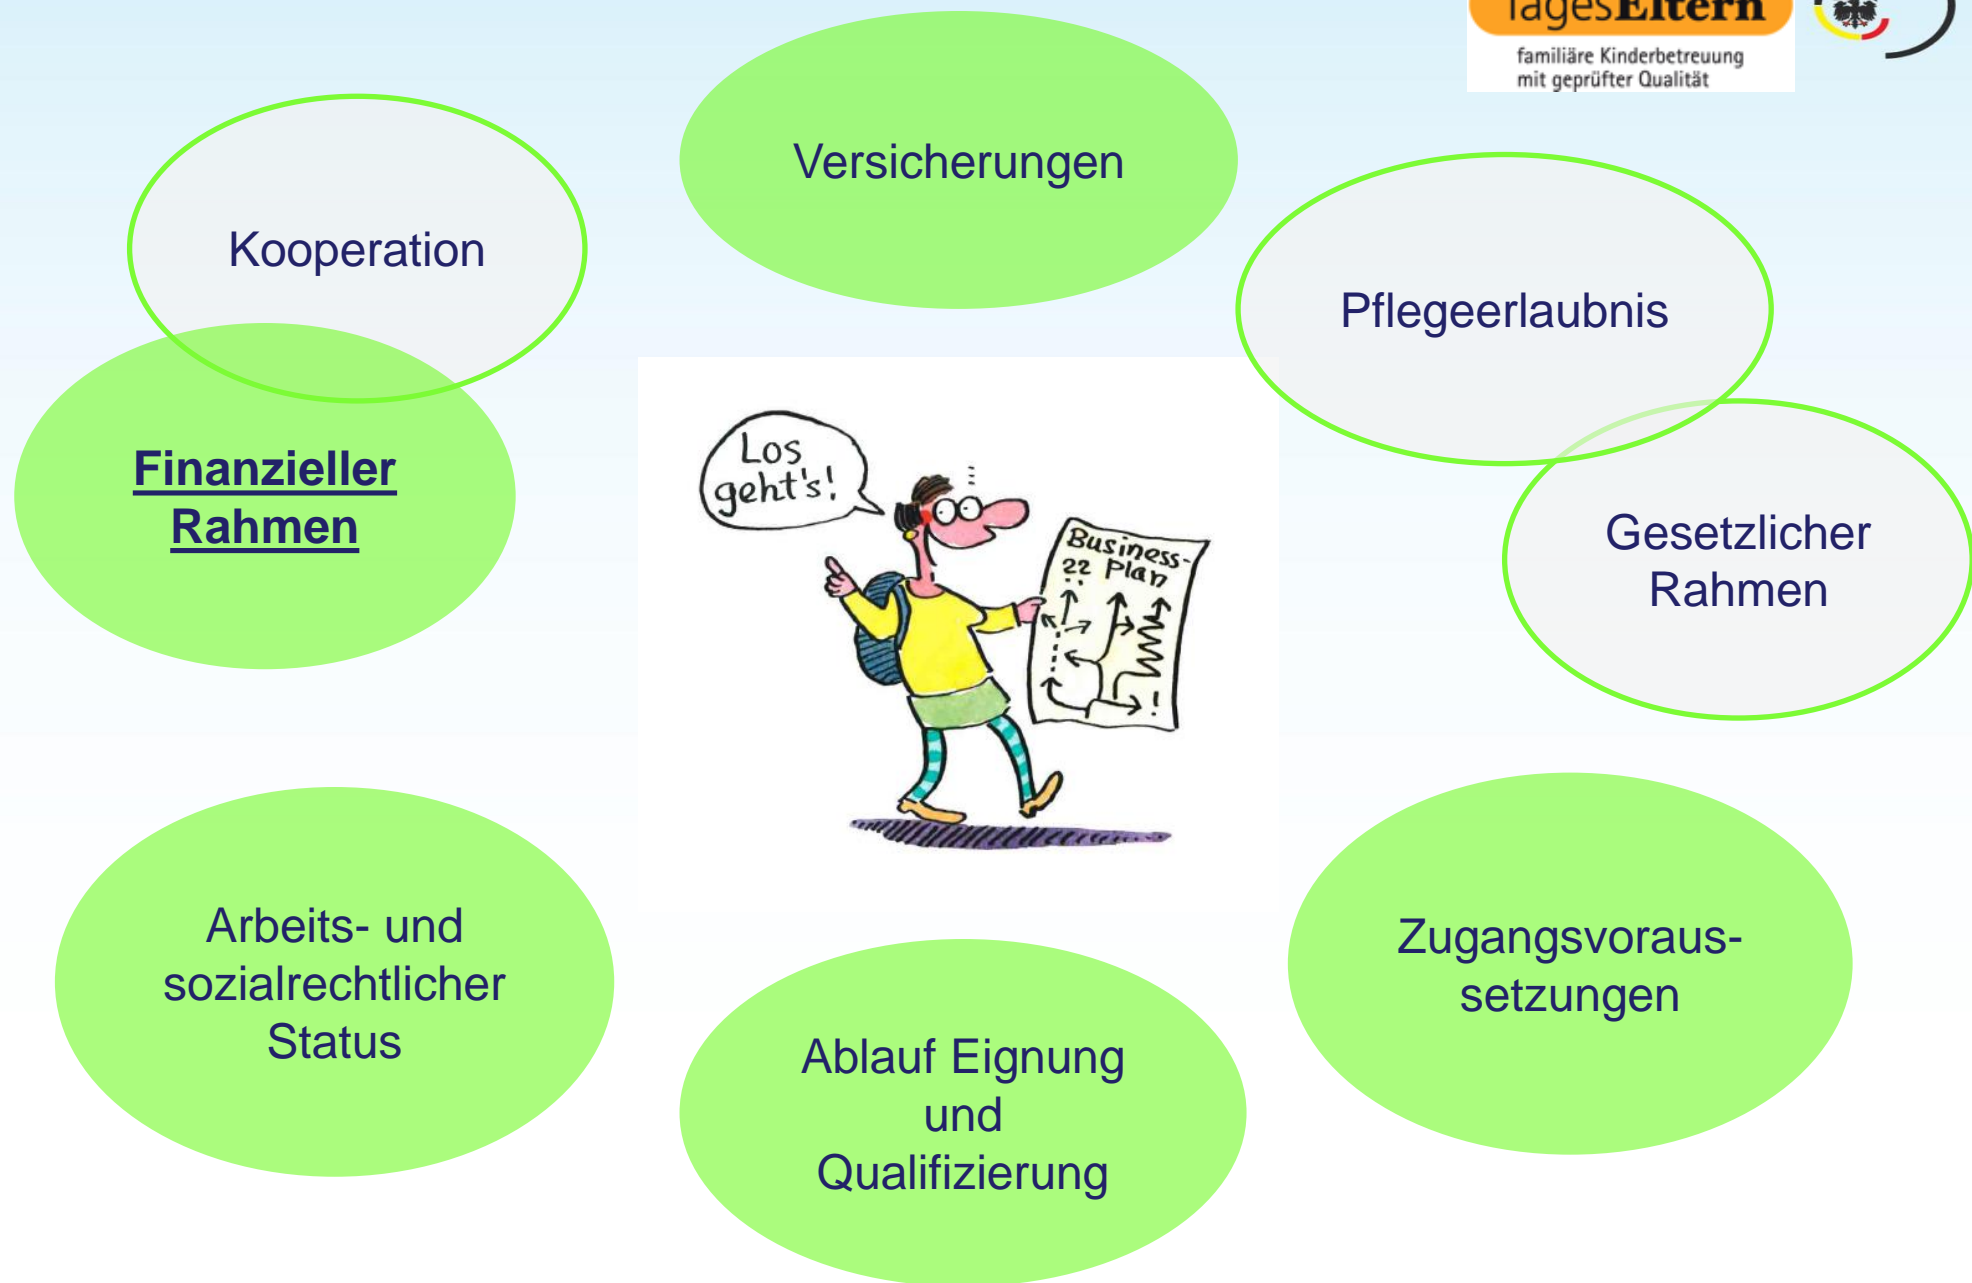 TagesEltern
familiäre Kinderbetreuung
mit geprüfter Qualität
Versicherungen
Kooperation
Pflegeerlaubnis
Finanzieller
Rahmen
Los
geht's!
Business-
?? Plan
!
Gesetzlicher
Rahmen
Arbeits- und
sozialrechtlicher
Status
Zugangsvoraus-
setzungen
Ablauf Eignung
und
Qualifizierung